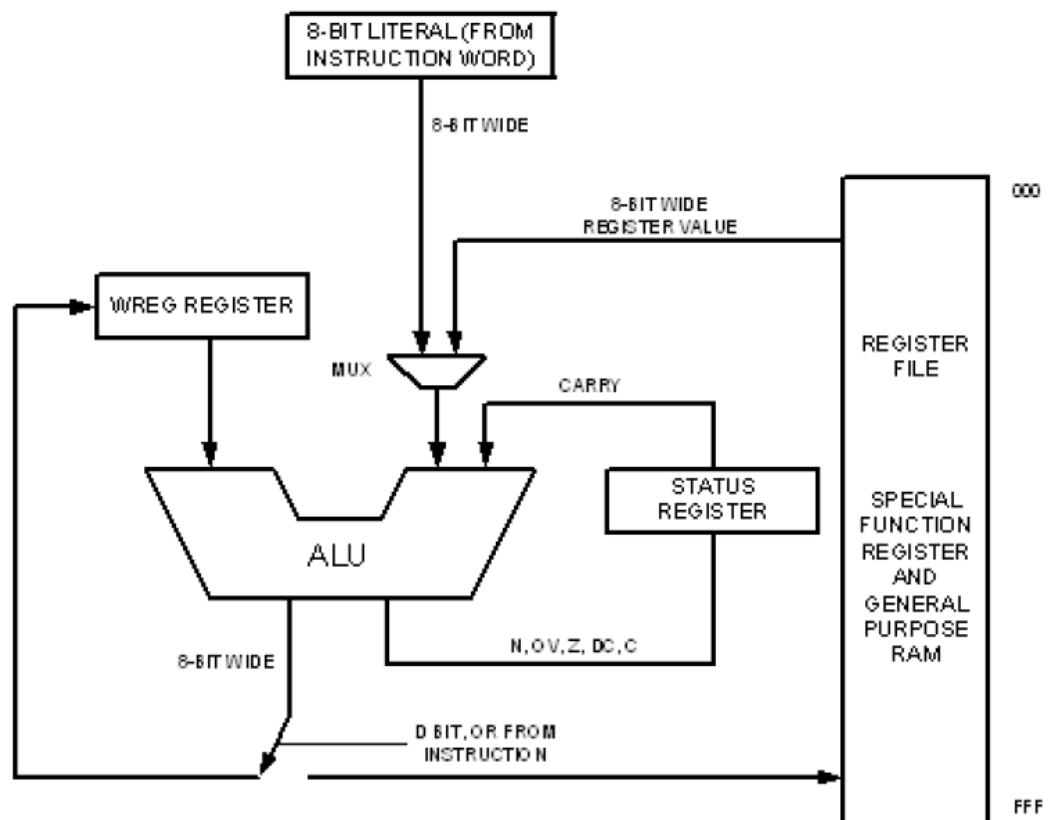 8-BIT LITERAL (FROM
INSTRUCTION WORD)
8-BIT WIDE
000
8-BIT WIDE
REGISTER VALUE
WREG REGISTER
MUX
REGISTER
FILE
CARRY
STATUS
REGISTER
SPECIAL
FUNCTION
REGISTER
AND
GENERAL
PURPOSE
RAM
ALU
N, OV, Z, DC, C
8-BIT WIDE
D BIT, OR FROM
INSTRUCTION
FFF